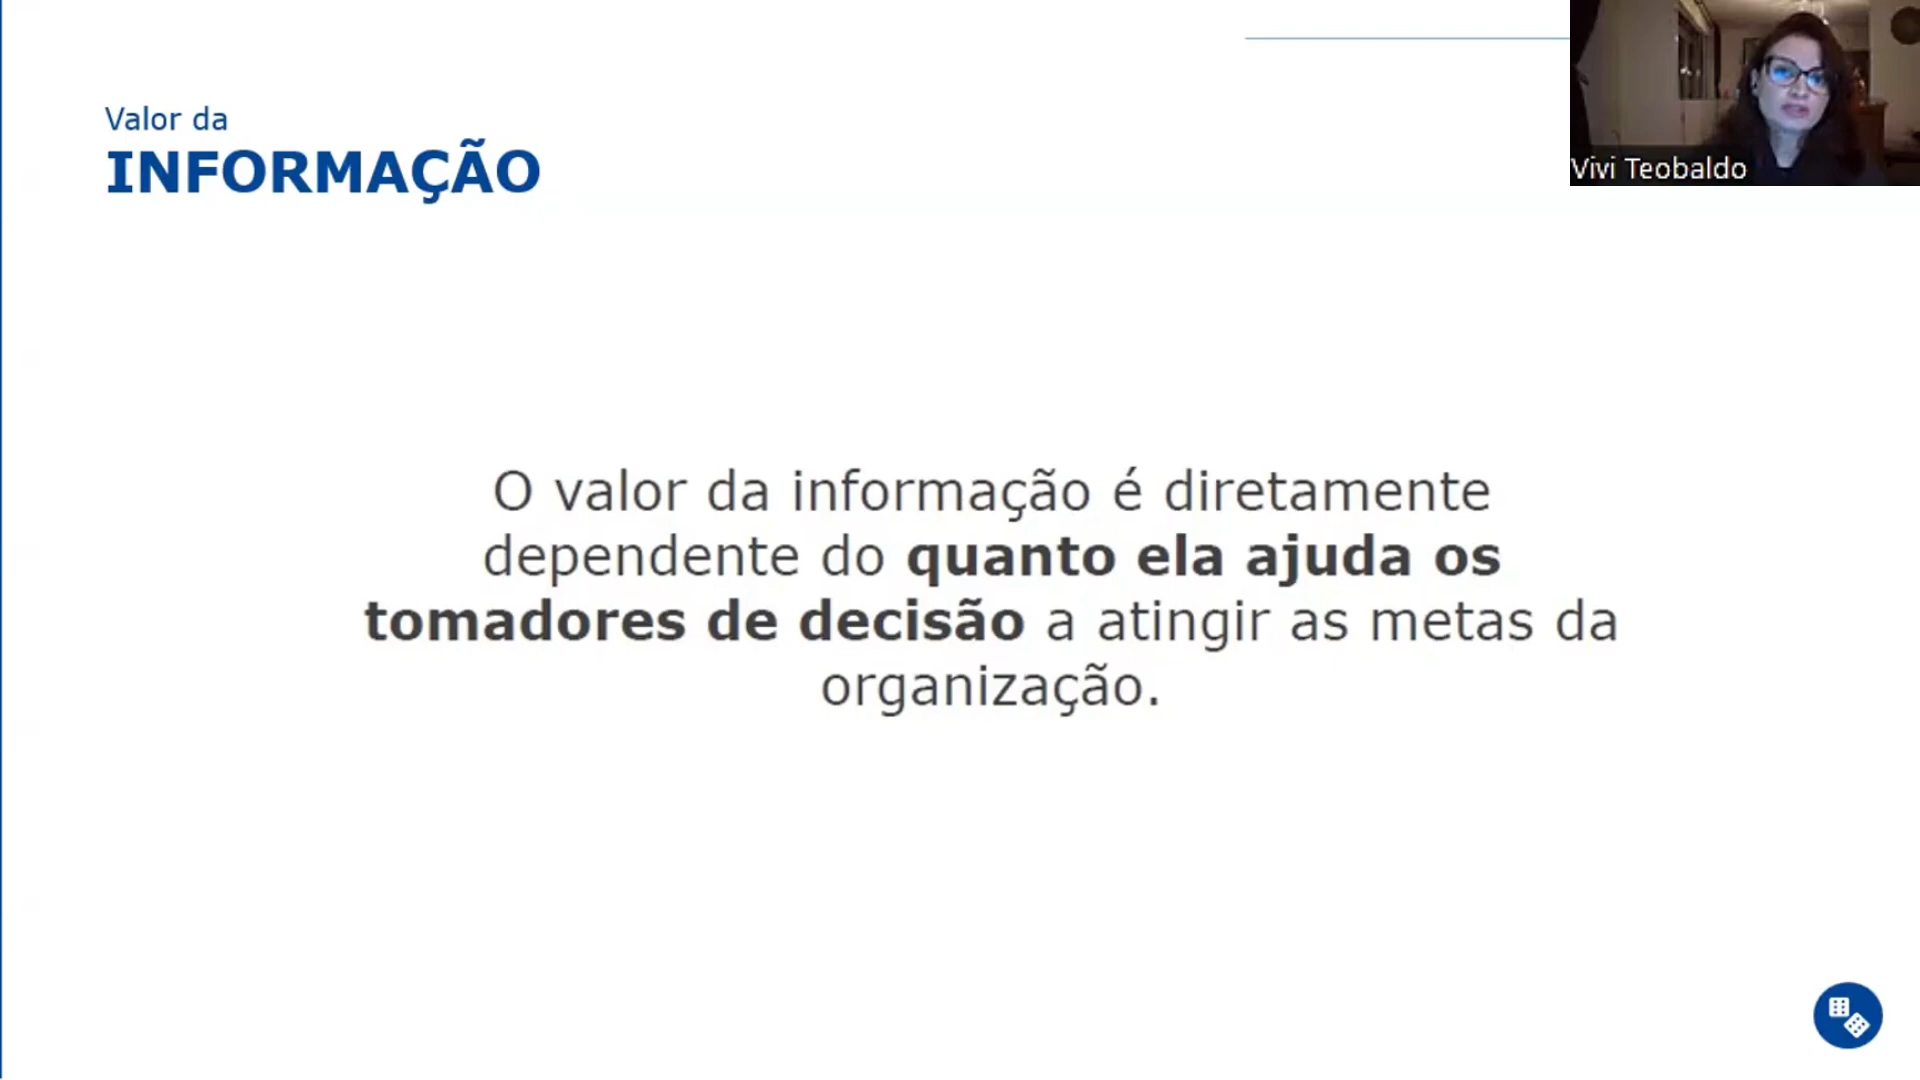 Valor da
INFORMAÇÃO
Vivi Teobaldo
O valor da informação é diretamente
dependente do quanto ela ajuda os
tomadores de decisão a atingir as metas da
organização.